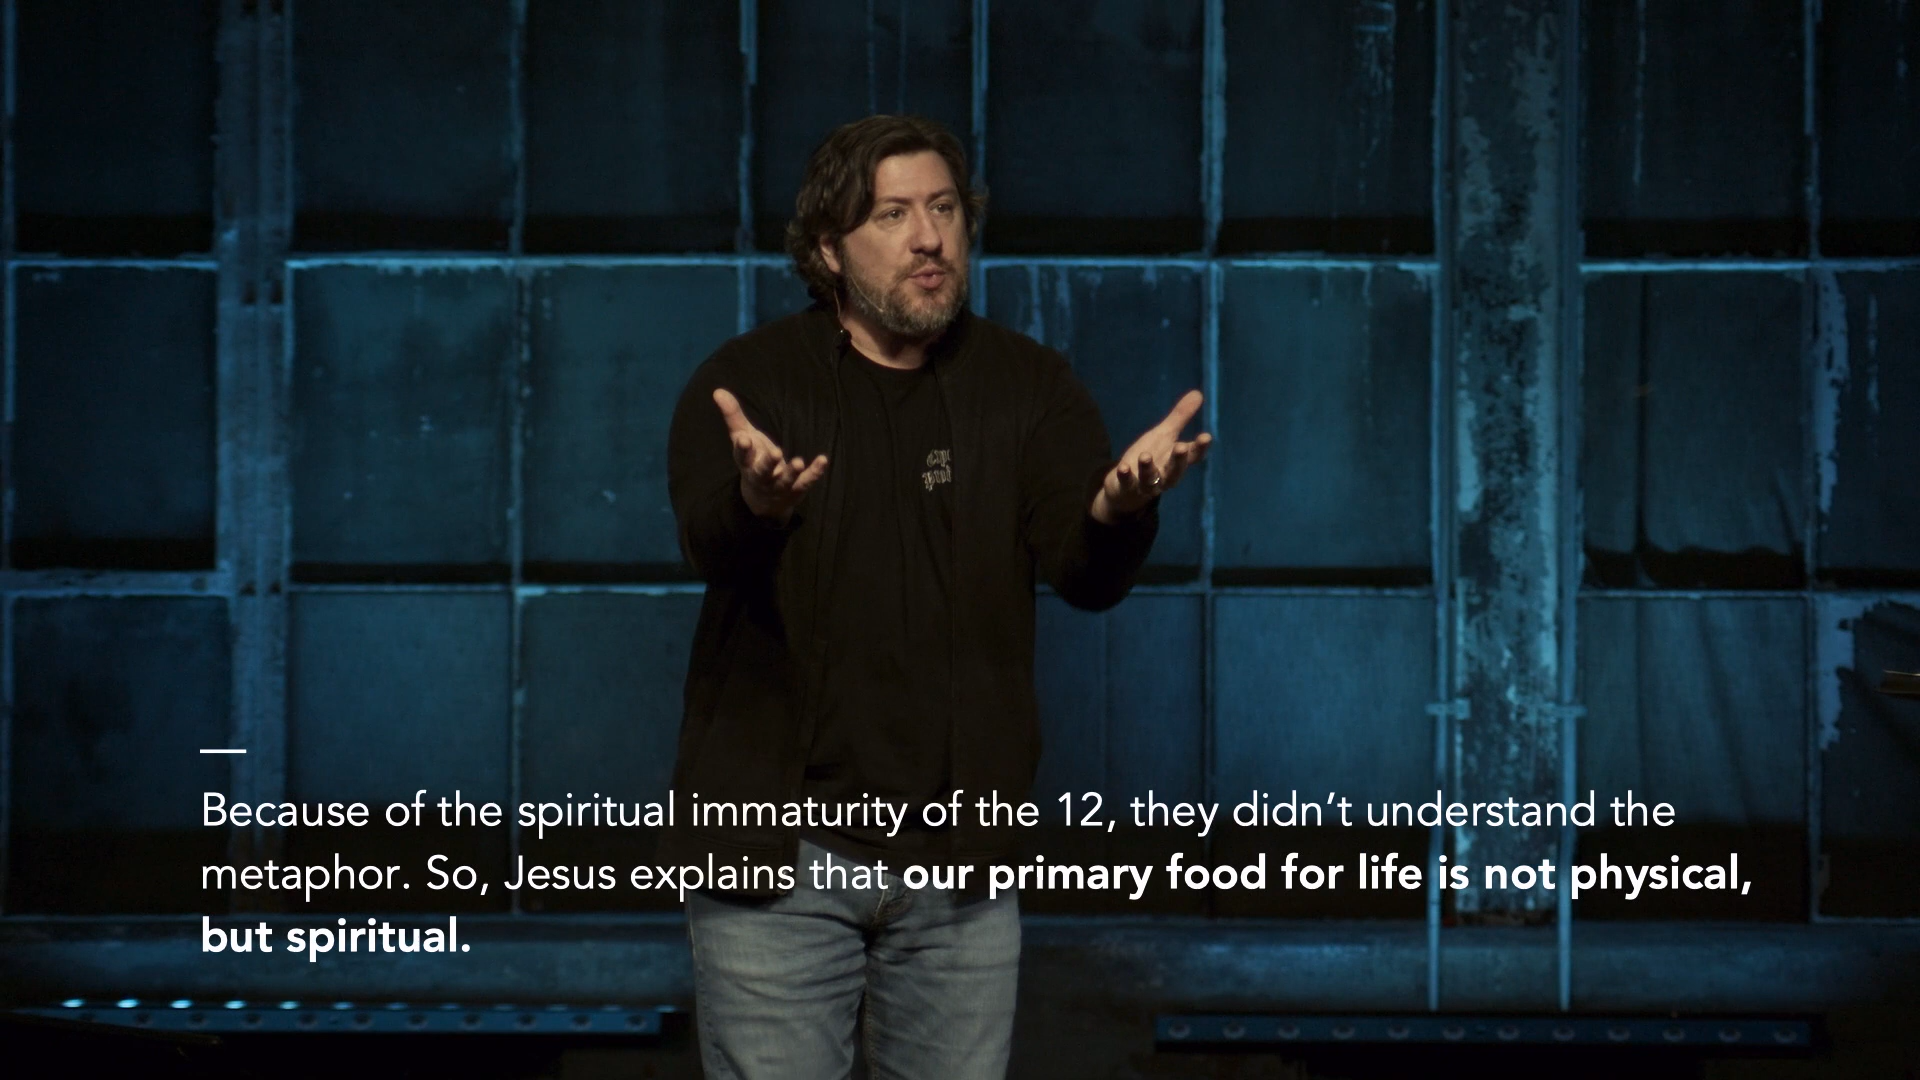 Because of the spiritual immaturity of the 12, they didn’t understand the
metaphor. So, Jesus explains that our primary food for life is not physical,
but spiritual.